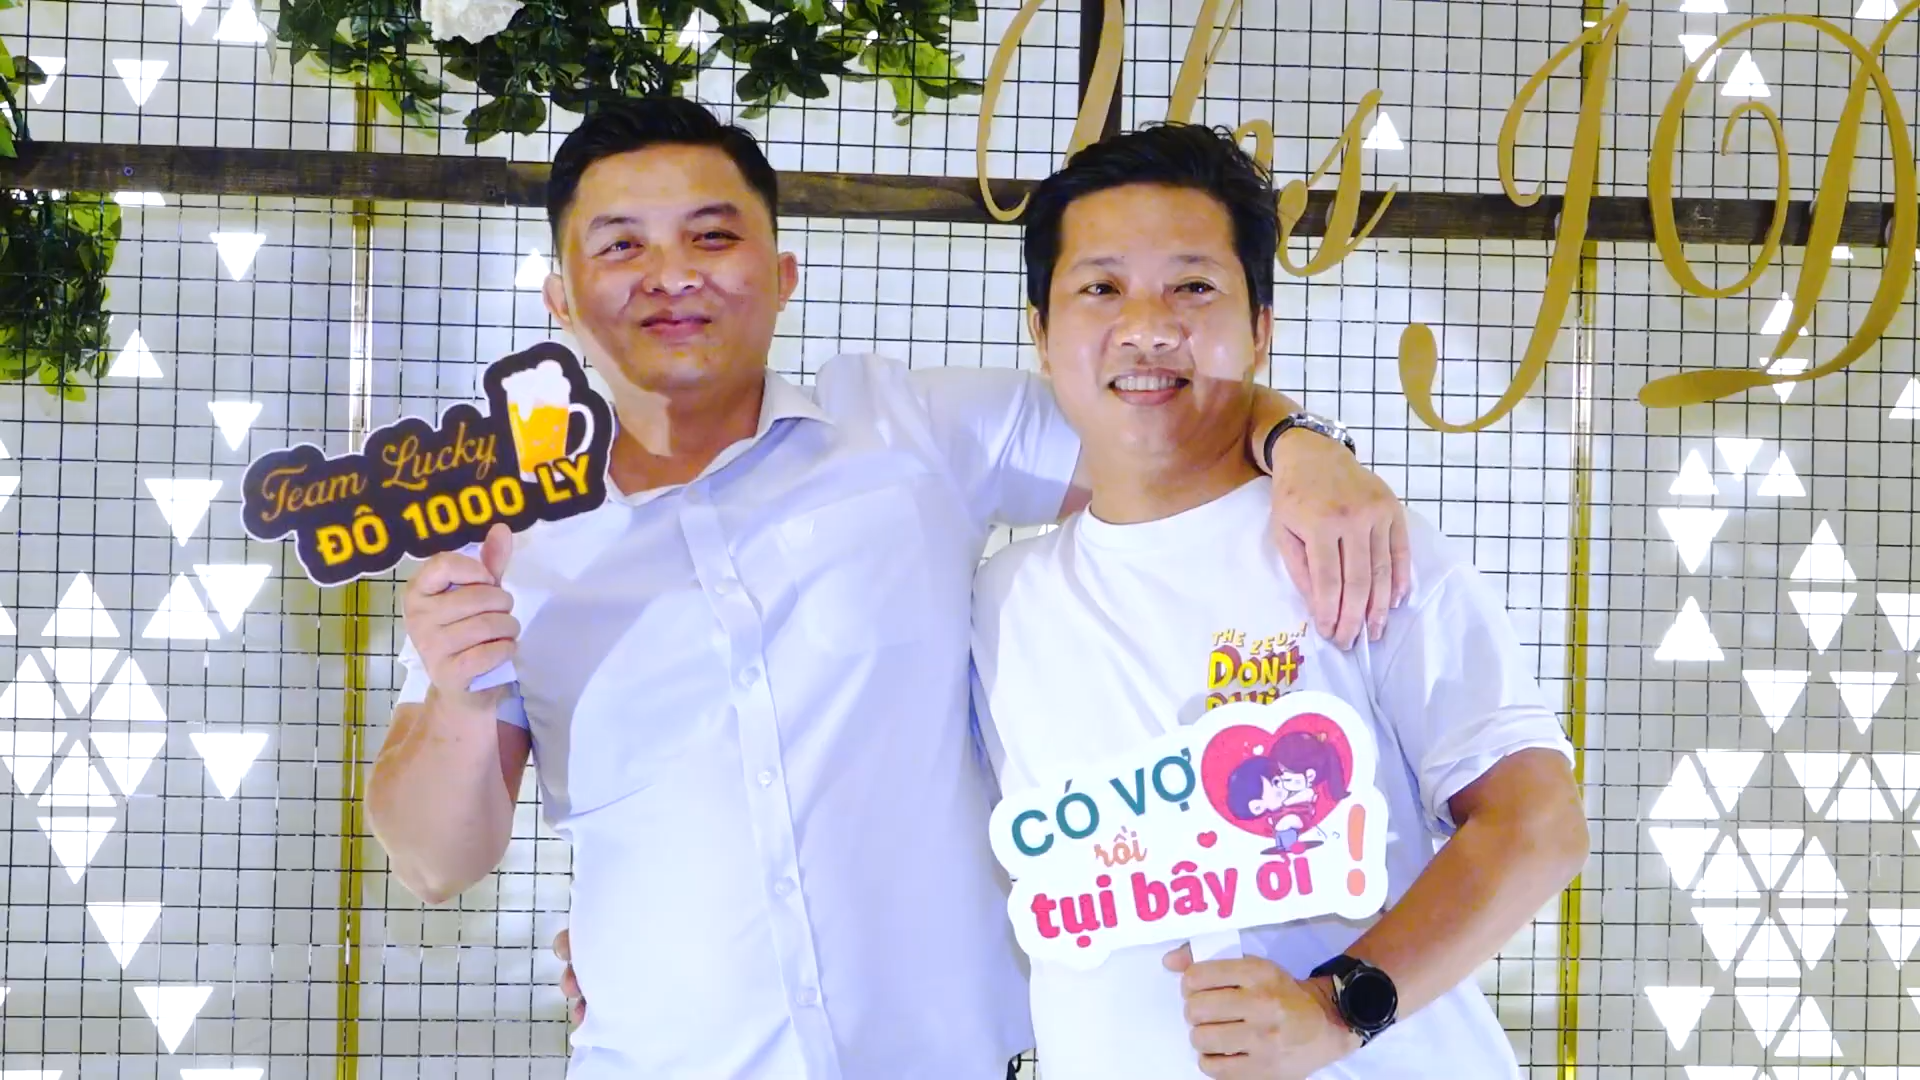 Team Lucky
ĐÔ 1000 LY
THE
DON'T
CÓ VỢ
rồi
tụi bây ơi !